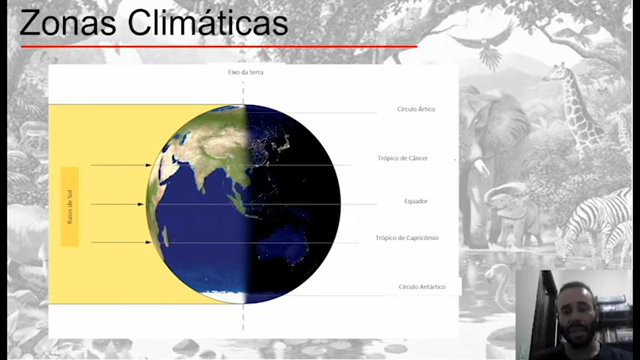 Zonas Climáticas
Eixo da terra
Círculo Ártico
Trópico de Câncer
Raios de Sol
Equador
Trópico de Capricórnio
Círculo Antártico